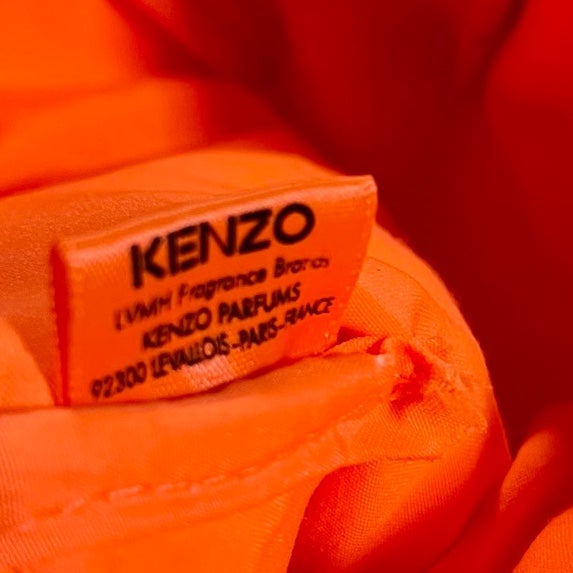 KENZO
LVMH Fragrance Brands
KENZO PARFUMS
92300 LEVALLOIS-PARIS-FRANCE